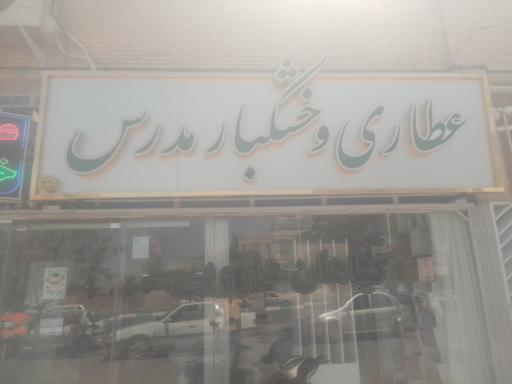 عطاری و خشکبار مدرس
گیاهان دارویی